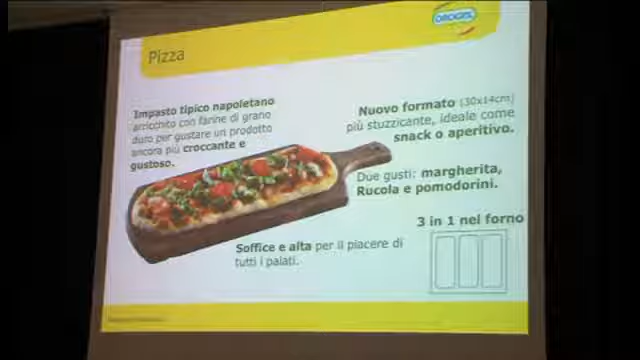 OROGEL
Pizza
Impasto tipico napoletano
arricchito con farine di grano
duro per gustare un prodotto
ancora più croccante e
gustoso.
Nuovo formato (30x14cm)
più stuzzicante, ideale come
snack o aperitivo.
Due gusti: margherita,
Rucola e pomodorini.
3 in 1 nel forno
Soffice e alta per il piacere di
tutti i palati.